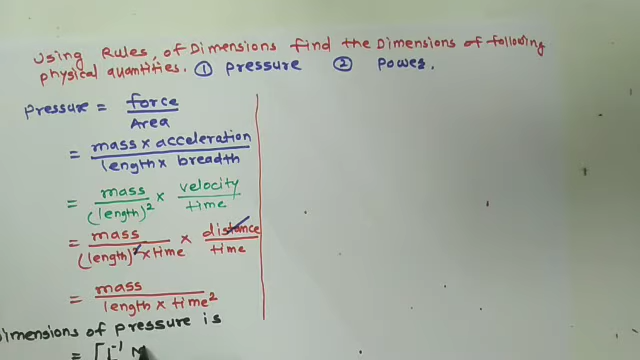 Using Rules, of Dimensions find the Dimensions of following
physical quantities. ① pressure ② power.
pressure = force / Area
= mass x acceleration / length x breadth
= mass / (length)² x velocity / time
= mass / (length)² x time x distance / time
= mass / length x time²
Dimensions of pressure is
= [L⁻¹ M